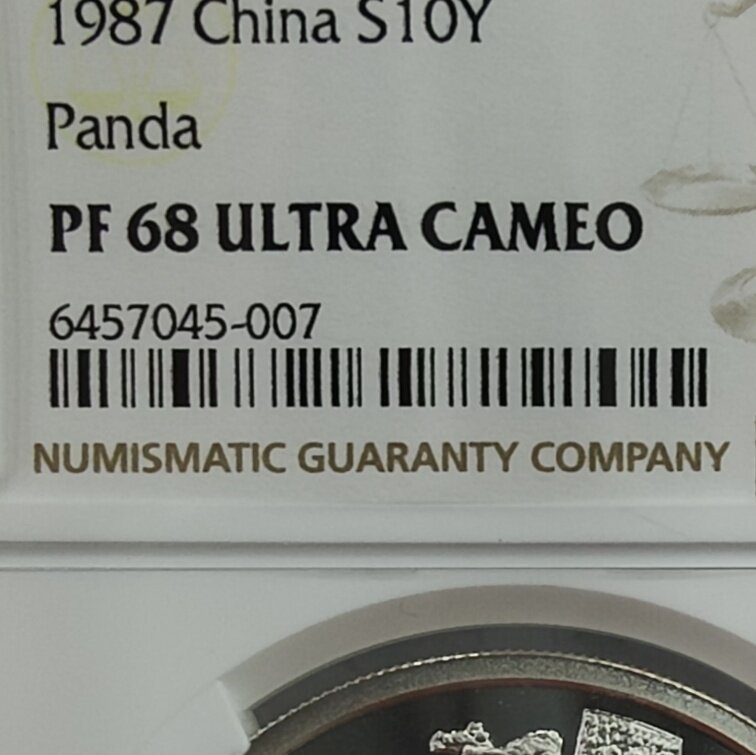 1987 China S10Y
Panda
PF 68 ULTRA CAMEO
6457045-007
NUMISMATIC GUARANTY COMPANY